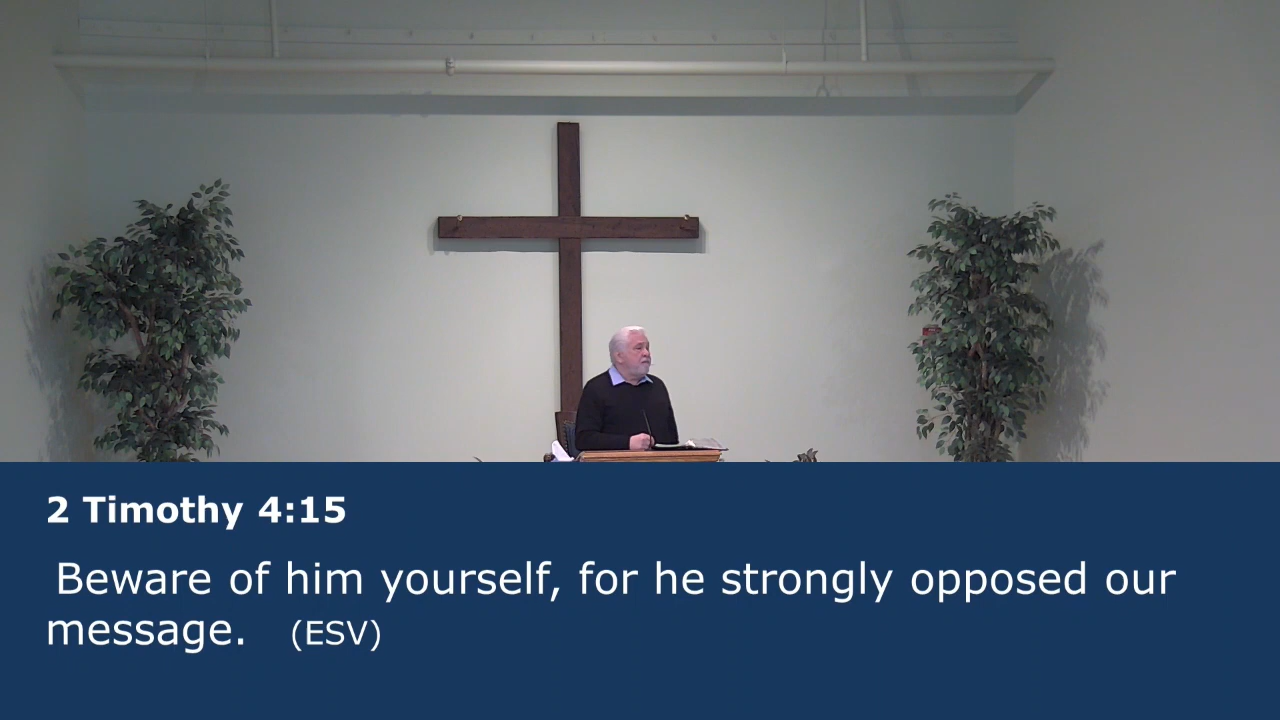 2 Timothy 4:15
Beware of him yourself, for he strongly opposed our
message. (ESV)